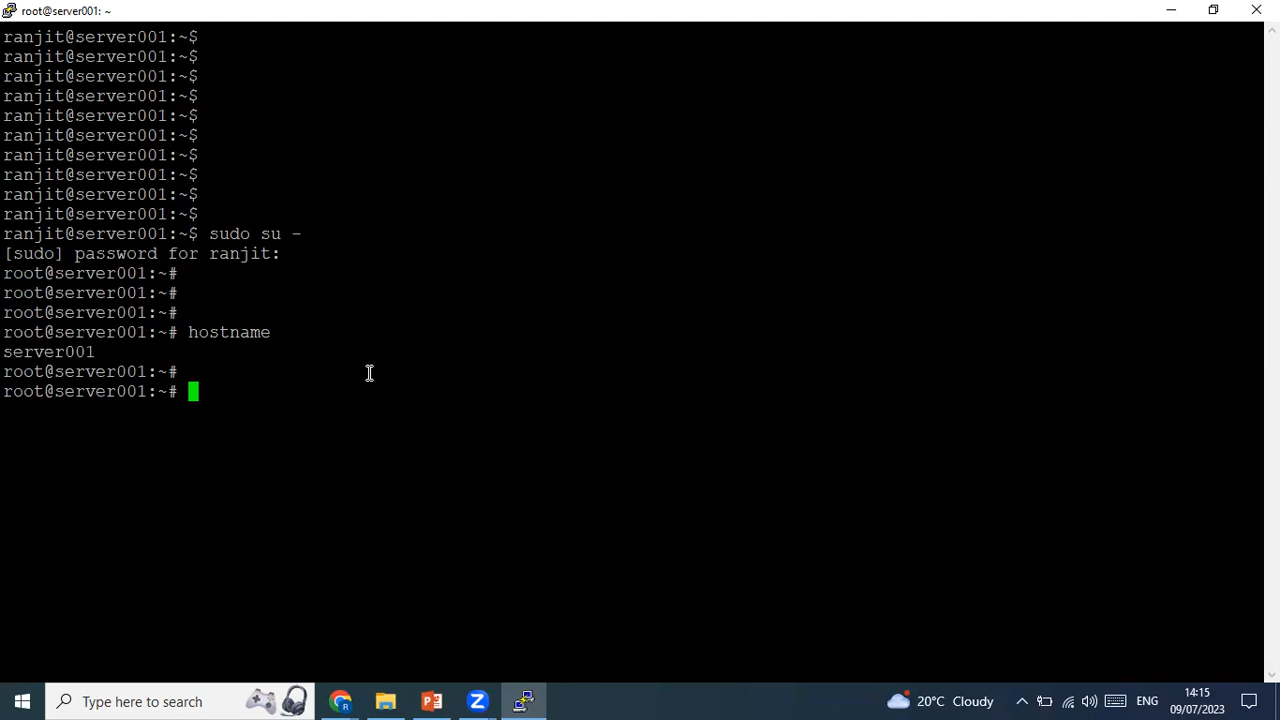 root@server001: ~
ranjit@server001:~$
ranjit@server001:~$
ranjit@server001:~$
ranjit@server001:~$
ranjit@server001:~$
ranjit@server001:~$
ranjit@server001:~$
ranjit@server001:~$
ranjit@server001:~$
ranjit@server001:~$
ranjit@server001:~$ sudo su -
[sudo] password for ranjit:
root@server001:~#
root@server001:~#
root@server001:~#
root@server001:~# hostname
server001
root@server001:~#
root@server001:~#
Type here to search
20°C Cloudy
ENG
14:15
09/07/2023